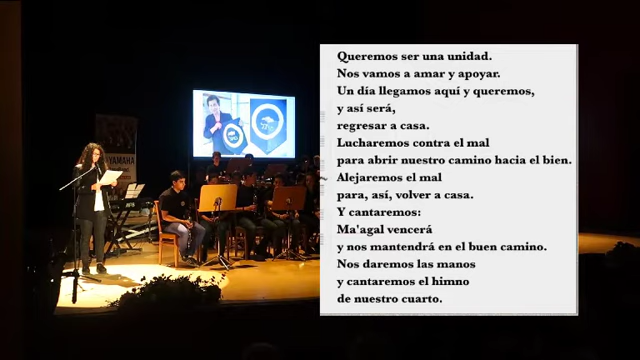 YAMAHA
Queremos ser una unidad.
Nos vamos a amar y apoyar.
Un día llegamos aquí y queremos,
y así será,
regresar a casa.
Lucharemos contra el mal
para abrir nuestro camino hacia el bien.
Alejaremos el mal
para, así, volver a casa.
Y cantaremos:
Ma'agal vencerá
y nos mantendrá en el buen camino.
Nos daremos las manos
y cantaremos el himno
de nuestro cuarto.